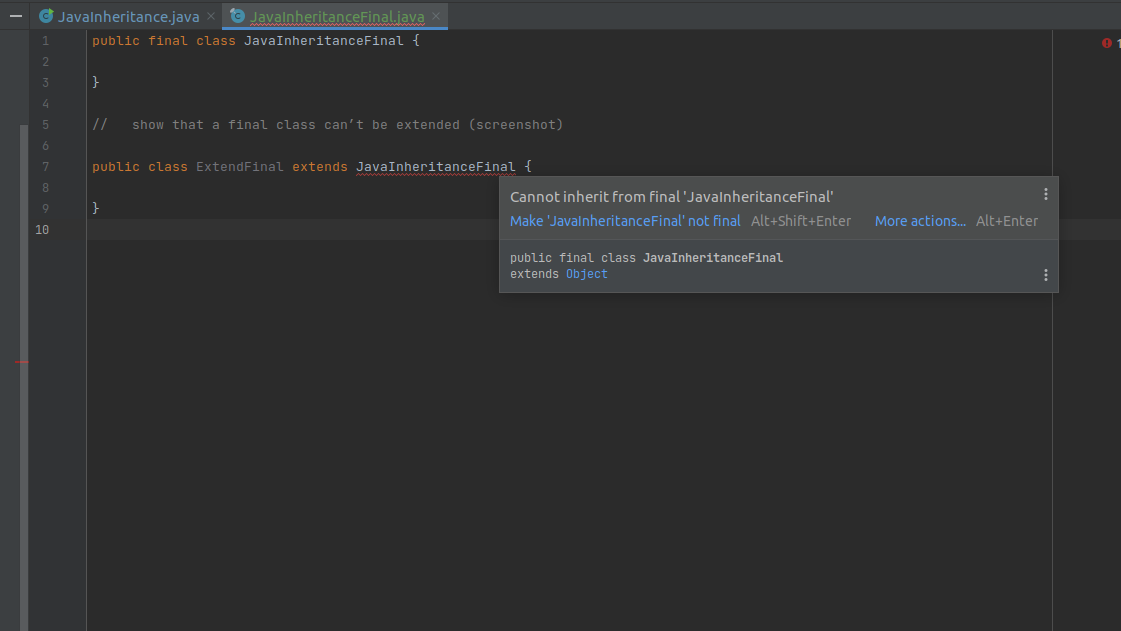 JavaInheritance.java × JavaInheritanceFinal.java ×
1 public final class JavaInheritanceFinal {
2
3 }
4
5 // show that a final class can’t be extended (screenshot)
6
7 public class ExtendFinal extends JavaInheritanceFinal {
8
9 }
10
Cannot inherit from final 'JavaInheritanceFinal'
Make 'JavaInheritanceFinal' not final Alt+Shift+Enter More actions... Alt+Enter
public final class JavaInheritanceFinal
extends Object